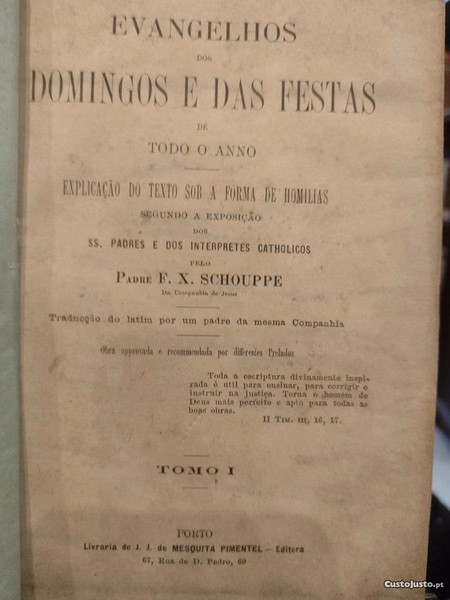 EVANGELHOS
DOS
DOMINGOS E DAS FESTAS
DE
TODO O ANNO
EXPLICAÇÃO DO TEXTO SOB A FORMA DE HOMILIAS
SEGUNDO A EXPOSIÇÃO
DOS
SS. PADRES E DOS INTERPRETES CATHOLICOS
PELO
PADRE F. X. SCHOUPPE
Da Companhia de Jesus
Traducção do latim por um padre da mesma Companhia
Obra approvada e recommendada por differentes Prelados
Toda a escriptura divinamente inspi-
rada é util para ensinar, para corrigir e
instruir na justiça. Torna o homem de
Deus mais perfeito e apto para todas as
boas obras.
II TIM. III, 16, 17.
TOMO I
PORTO
Livraria de J. J. de MESQUITA PIMENTEL — Editora
67, Rua de D. Pedro, 69
CustoJusto.pt